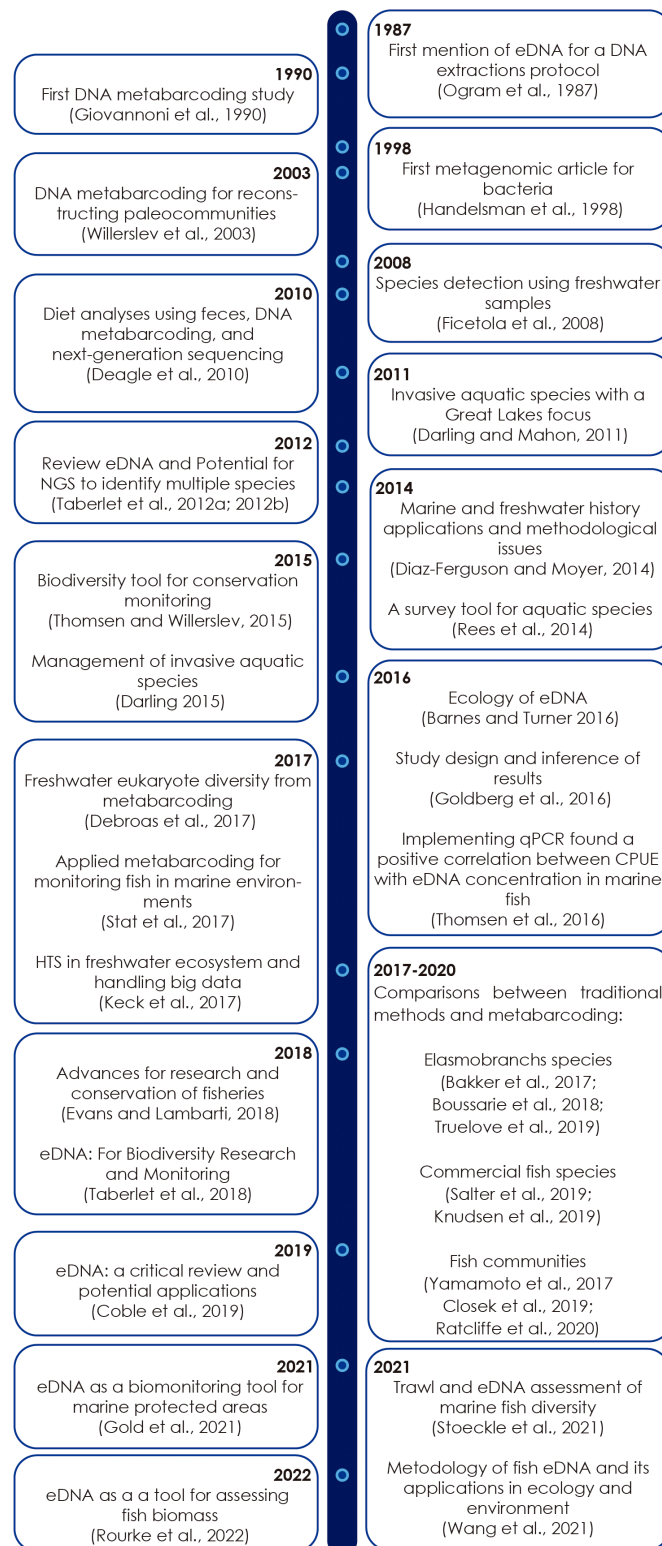 1987
First mention of eDNA for a DNA
extractions protocol
(Ogram et al., 1987)
1990
First DNA metabarcoding study
(Giovannoni et al., 1990)
1998
First metagenomic article for
bacteria
(Handelsman et al., 1998)
2003
DNA metabarcoding for recons-
tructing paleocommunities
(Willerslev et al., 2003)
2008
Species detection using freshwater
samples
(Ficetola et al., 2008)
2010
Diet analyses using feces, DNA
metabarcoding, and
next-generation sequencing
(Deagle et al., 2010)
2011
Invasive aquatic species with a
Great Lakes focus
(Darling and Mahon, 2011)
2012
Review eDNA and Potential for
NGS to identify multiple species
(Taberlet et al., 2012a; 2012b)
2014
Marine and freshwater history
applications and methodological
issues
(Diaz-Ferguson and Moyer, 2014)
A survey tool for aquatic species
(Rees et al., 2014)
2015
Biodiversity tool for conservation
monitoring
(Thomsen and Willerslev, 2015)
Management of invasive aquatic
species
(Darling 2015)
2016
Ecology of eDNA
(Barnes and Turner 2016)
Study design and inference of
results
(Goldberg et al., 2016)
Implementing qPCR found a
positive correlation between CPUE
with eDNA concentration in marine
fish
(Thomsen et al., 2016)
2017
Freshwater eukaryote diversity from
metabarcoding
(Debroas et al., 2017)
Applied metabarcoding for
monitoring fish in marine environ-
ments
(Stat et al., 2017)
HTS in freshwater ecosystem and
handling big data
(Keck et al., 2017)
2017-2020
Comparisons between traditional
methods and metabarcoding:
Elasmobranchs species
(Bakker et al., 2017;
Boussarie et al., 2018;
Truelove et al., 2019)
Commercial fish species
(Salter et al., 2019;
Knudsen et al., 2019)
Fish communities
(Yamamoto et al., 2017
Closek et al., 2019;
Ratcliffe et al., 2020)
2018
Advances for research and
conservation of fisheries
(Evans and Lambarti, 2018)
eDNA: For Biodiversity Research
and Monitoring
(Taberlet et al., 2018)
2019
eDNA: a critical review and
potential applications
(Coble et al., 2019)
2021
eDNA as a biomonitoring tool for
marine protected areas
(Gold et al., 2021)
2021
Trawl and eDNA assessment of
marine fish diversity
(Stoeckle et al., 2021)
Metodology of fish eDNA and its
applications in ecology and
environment
(Wang et al., 2021)
2022
eDNA as a a tool for assessing
fish biomass
(Rourke et al., 2022)